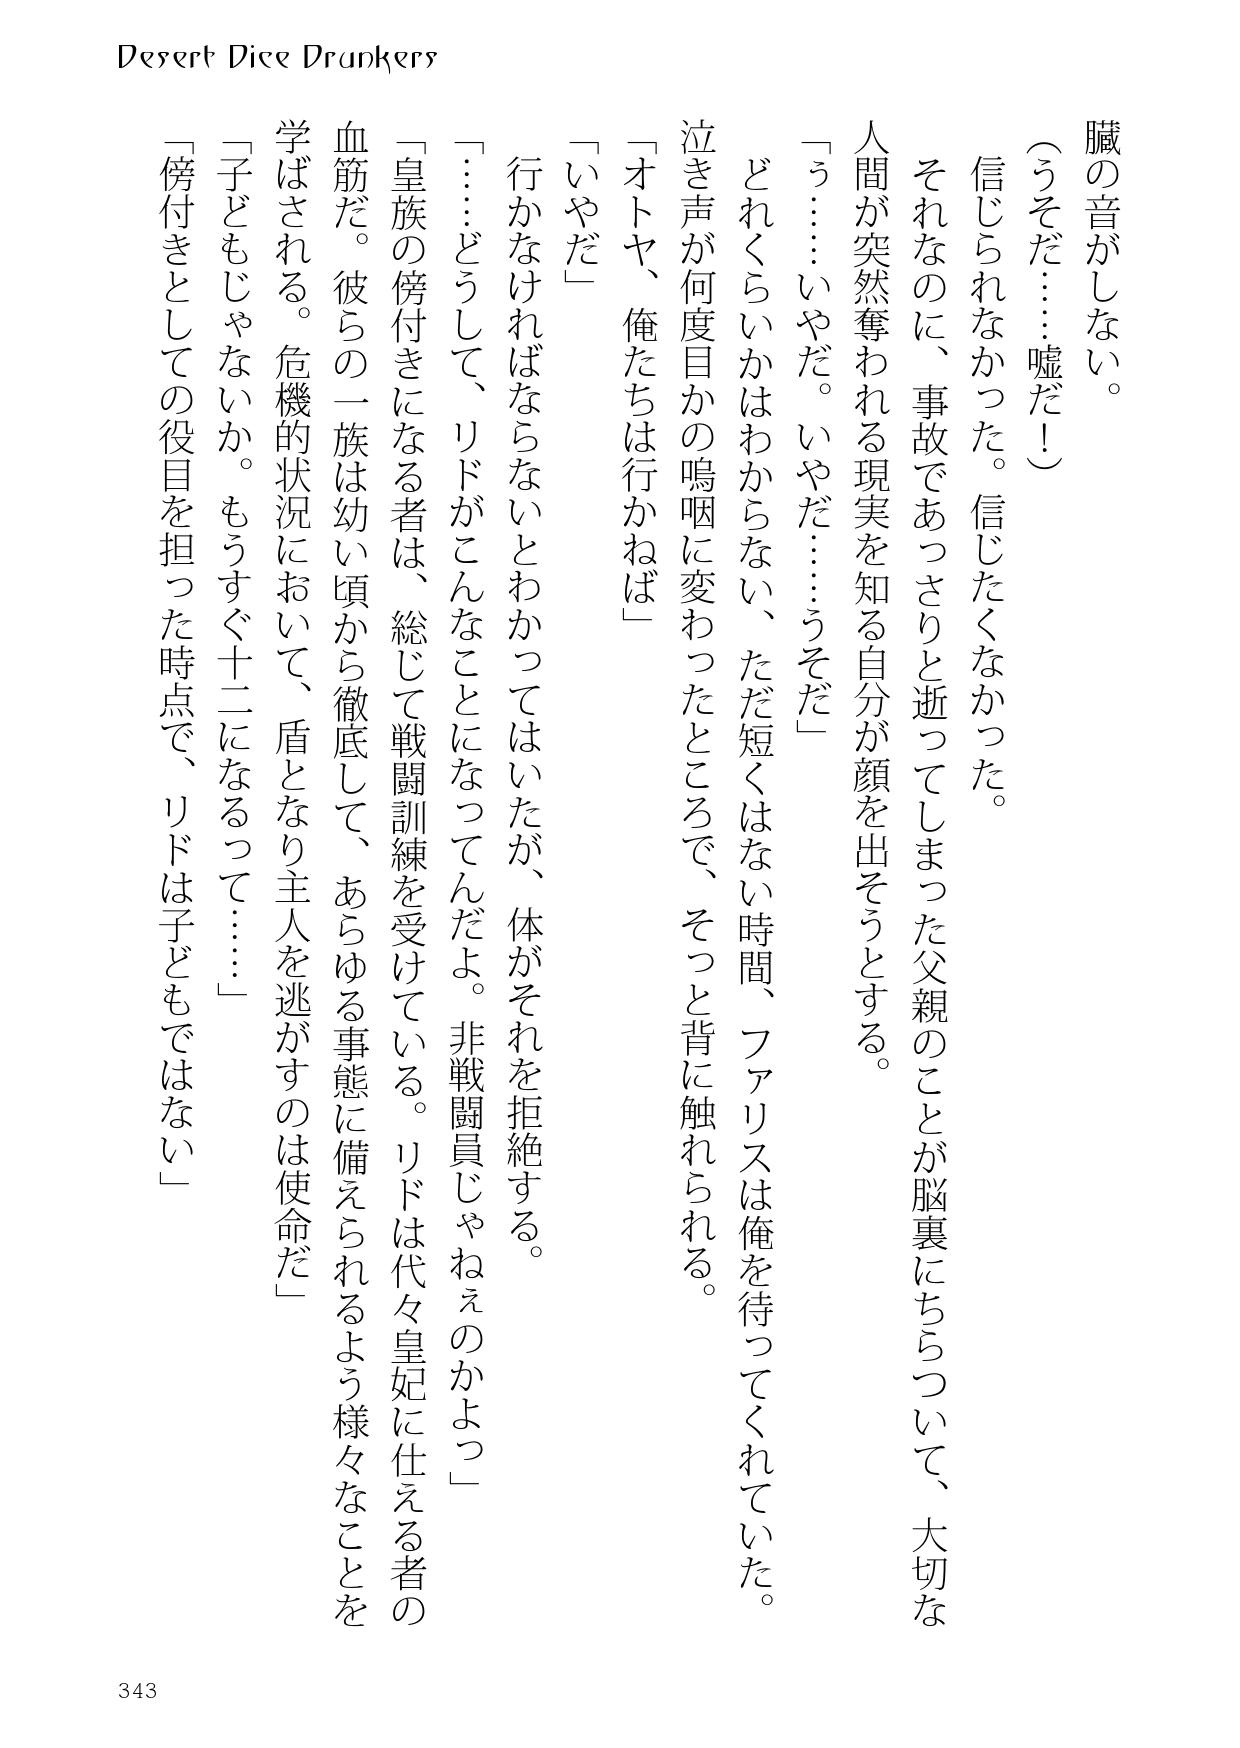 Desert Dice Drunkers
臓の音がしない。
（うそだ……嘘だ！）
　信じられなかった。信じたくなかった。
　それなのに、事故であっさりと逝ってしまった父親のことが脳裏にちらついて、大切な
人間が突然奪われる現実を知る自分が顔を出そうとする。
「う……いやだ。いやだ……うそだ」
　どれくらいかはわからない、ただ短くはない時間、ファリスは俺を待ってくれていた。
泣き声が何度目かの嗚咽に変わったところで、そっと背に触れられる。
「オトヤ、俺たちは行かねば」
「いやだ」
　行かなければならないとわかってはいたが、体がそれを拒絶する。
「……どうして、リドがこんなことになってんだよ。非戦闘員じゃねぇのかよっ」
「皇族の傍付きになる者は、総じて戦闘訓練を受けている。リドは代々皇妃に仕える者の
血筋だ。彼らの一族は幼い頃から徹底して、あらゆる事態に備えられるよう様々なことを
学ばされる。危機的状況において、盾となり主人を逃がすのは使命だ」
「子どもじゃないか。もうすぐ十二になるって……」
「傍付きとしての役目を担った時点で、リドは子どもではない」
343